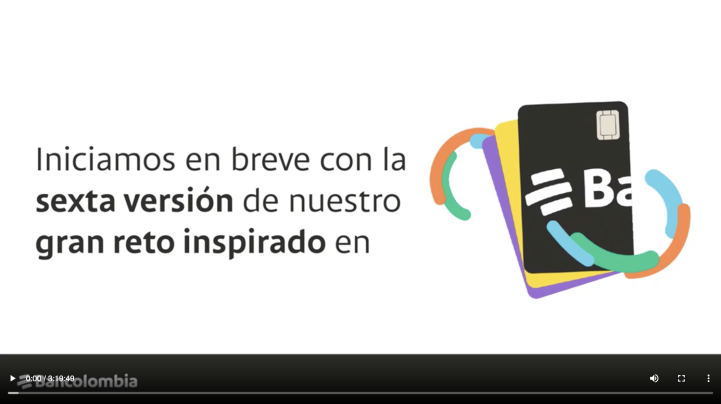 Iniciamos en breve con la
sexta versión de nuestro
gran reto inspirado en
Ba
0:00 / 3:19:49
Bancolombia